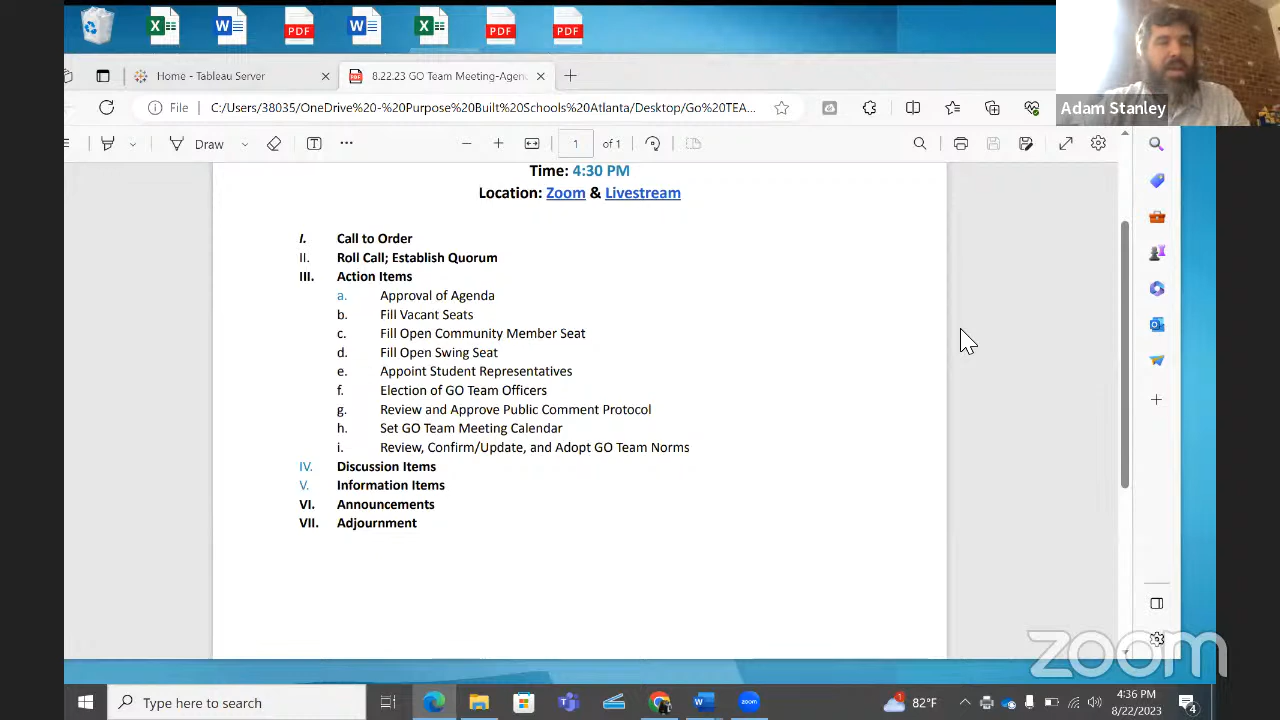 Home - Tableau Server
8.22.23 GO Team Meeting-Agen
File
C:/Users/38035/OneDrive%20-%20Purpose%20Built%20Schools%20Atlanta/Desktop/Go%20TEA...
Adam Stanley
Draw
1
of 1
Time: 4:30 PM
Location: Zoom & Livestream
I. Call to Order
II. Roll Call; Establish Quorum
III. Action Items
a. Approval of Agenda
b. Fill Vacant Seats
c. Fill Open Community Member Seat
d. Fill Open Swing Seat
e. Appoint Student Representatives
f. Election of GO Team Officers
g. Review and Approve Public Comment Protocol
h. Set GO Team Meeting Calendar
i. Review, Confirm/Update, and Adopt GO Team Norms
IV. Discussion Items
V. Information Items
VI. Announcements
VII. Adjournment
zoom
Type here to search
zoom
1
82°F
4:36 PM
8/22/2023
4